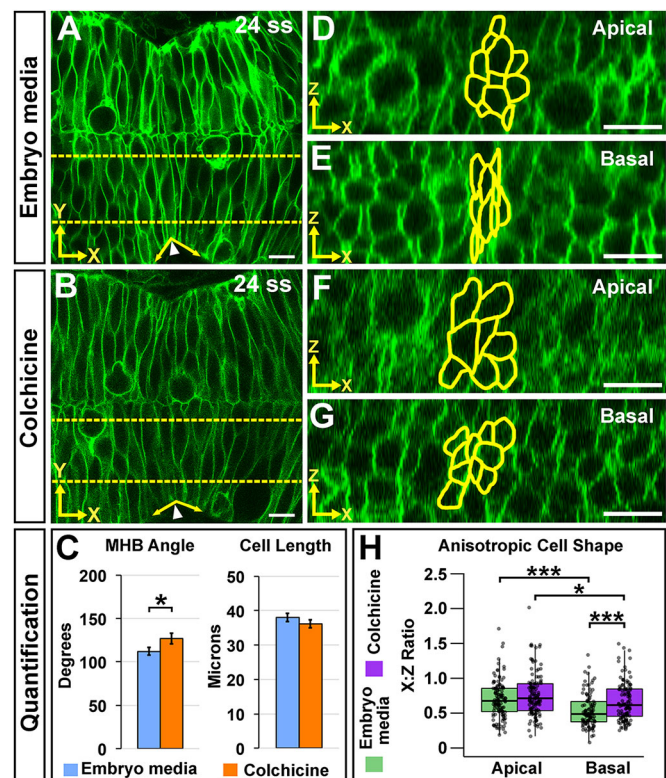 Embryo media
A
24 ss
Y
X
D
Apical
Z
X
E
Basal
Z
X
Colchicine
B
24 ss
Y
X
F
Apical
Z
X
G
Basal
Z
X
Quantification
C
MHB Angle
Cell Length
Degrees
200
150
100
50
0
*
Microns
50
40
30
20
10
0
Embryo media
Colchicine
H
Anisotropic Cell Shape
Embryo media
Colchicine
X:Z Ratio
2.5
2.0
1.5
1.0
0.5
0.0
***
*
***
Apical
Basal